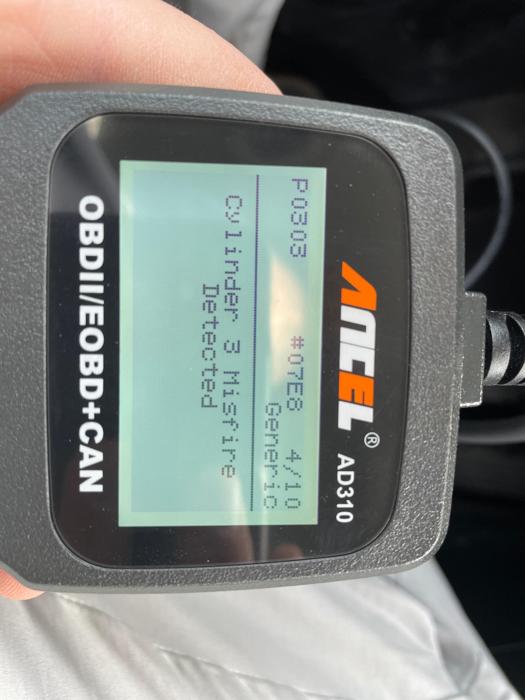 ANCEL® AD310
P0303 #07E8 4/10
Generic
Cylinder 3 Misfire
Detected
OBDII/EOBD+CAN